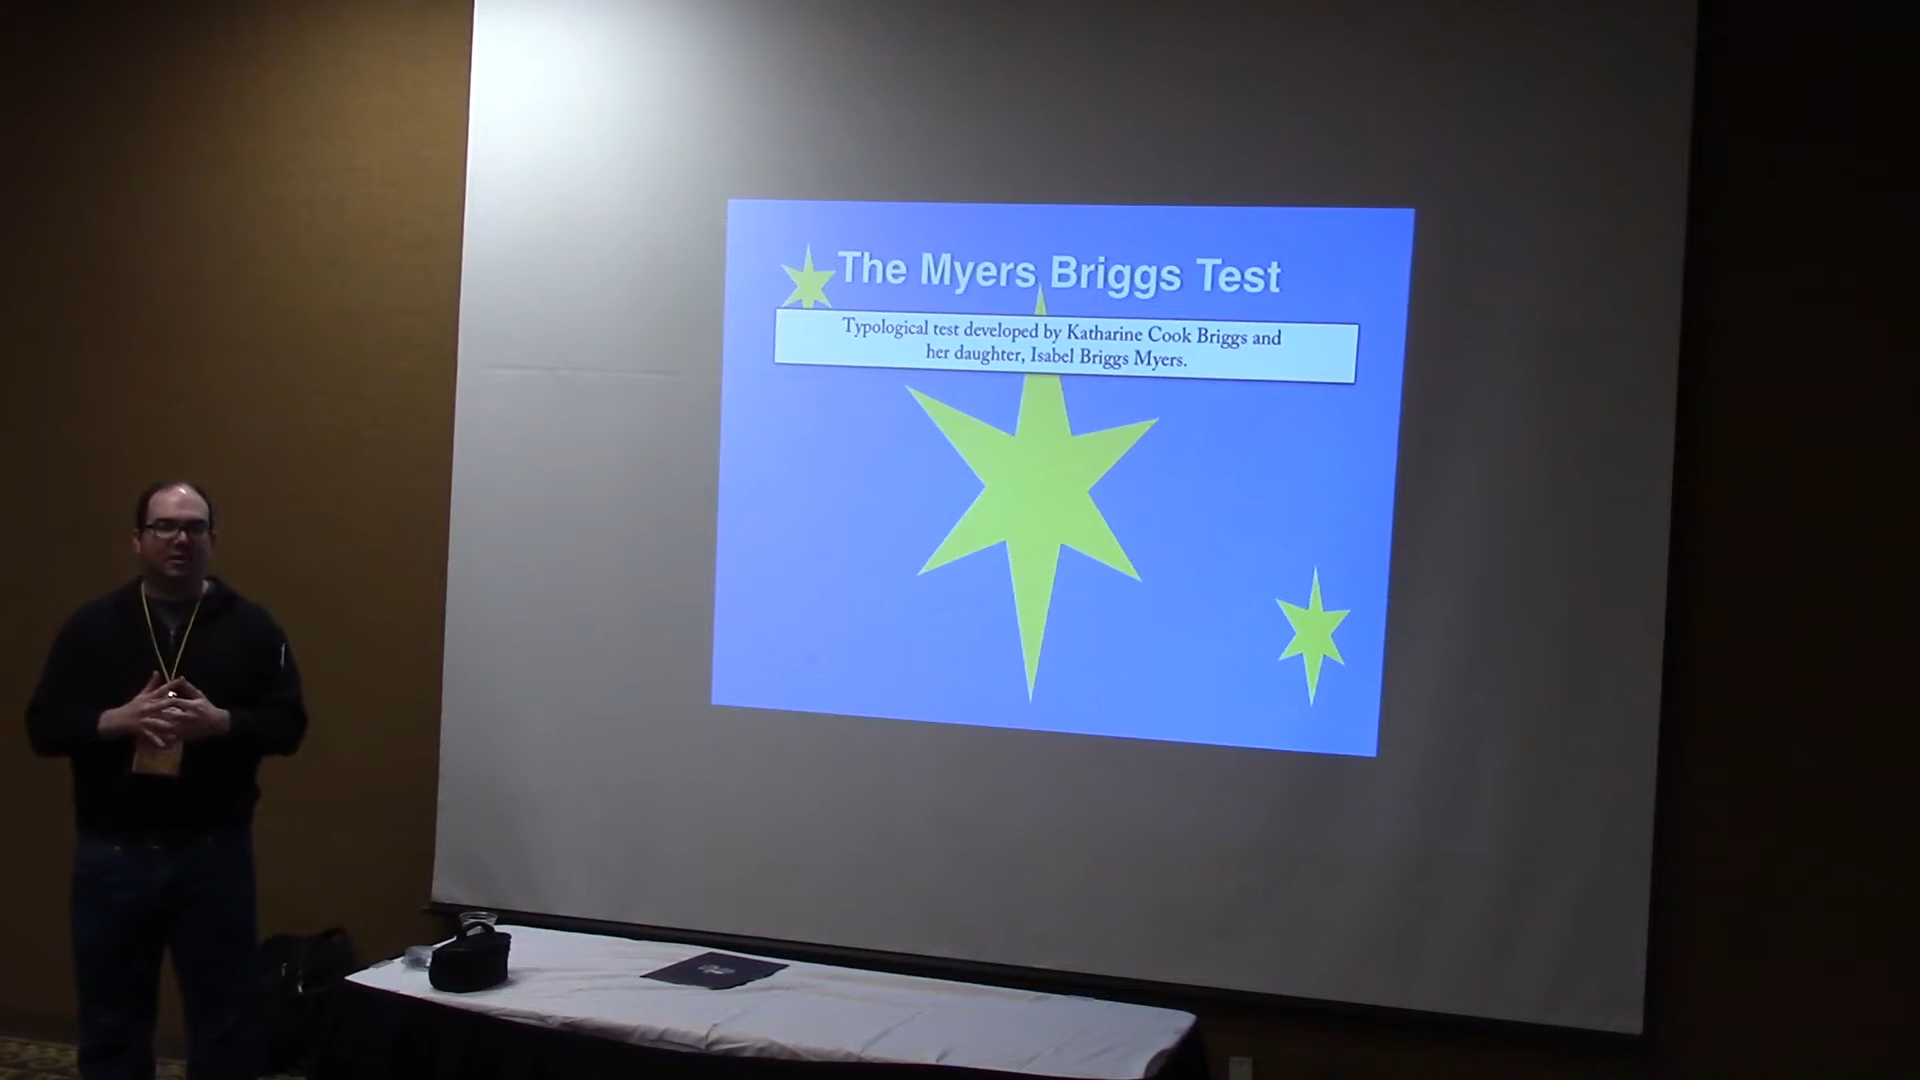 The Myers Briggs Test
Typological test developed by Katharine Cook Briggs and
her daughter, Isabel Briggs Myers.